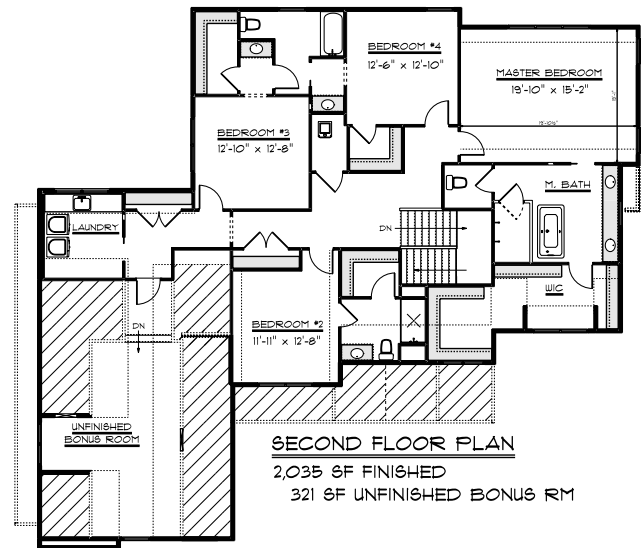 BEDROOM #4
12'-6" x 12'-10"
MASTER BEDROOM
19'-10" x 15'-2"
BEDROOM #3
12'-10" x 12'-8"
M. BATH
LAUNDRY
DN
WIC
DN
BEDROOM #2
11'-11" x 12'-8"
UNFINISHED
BONUS ROOM
SECOND FLOOR PLAN
2,035 SF FINISHED
321 SF UNFINISHED BONUS RM